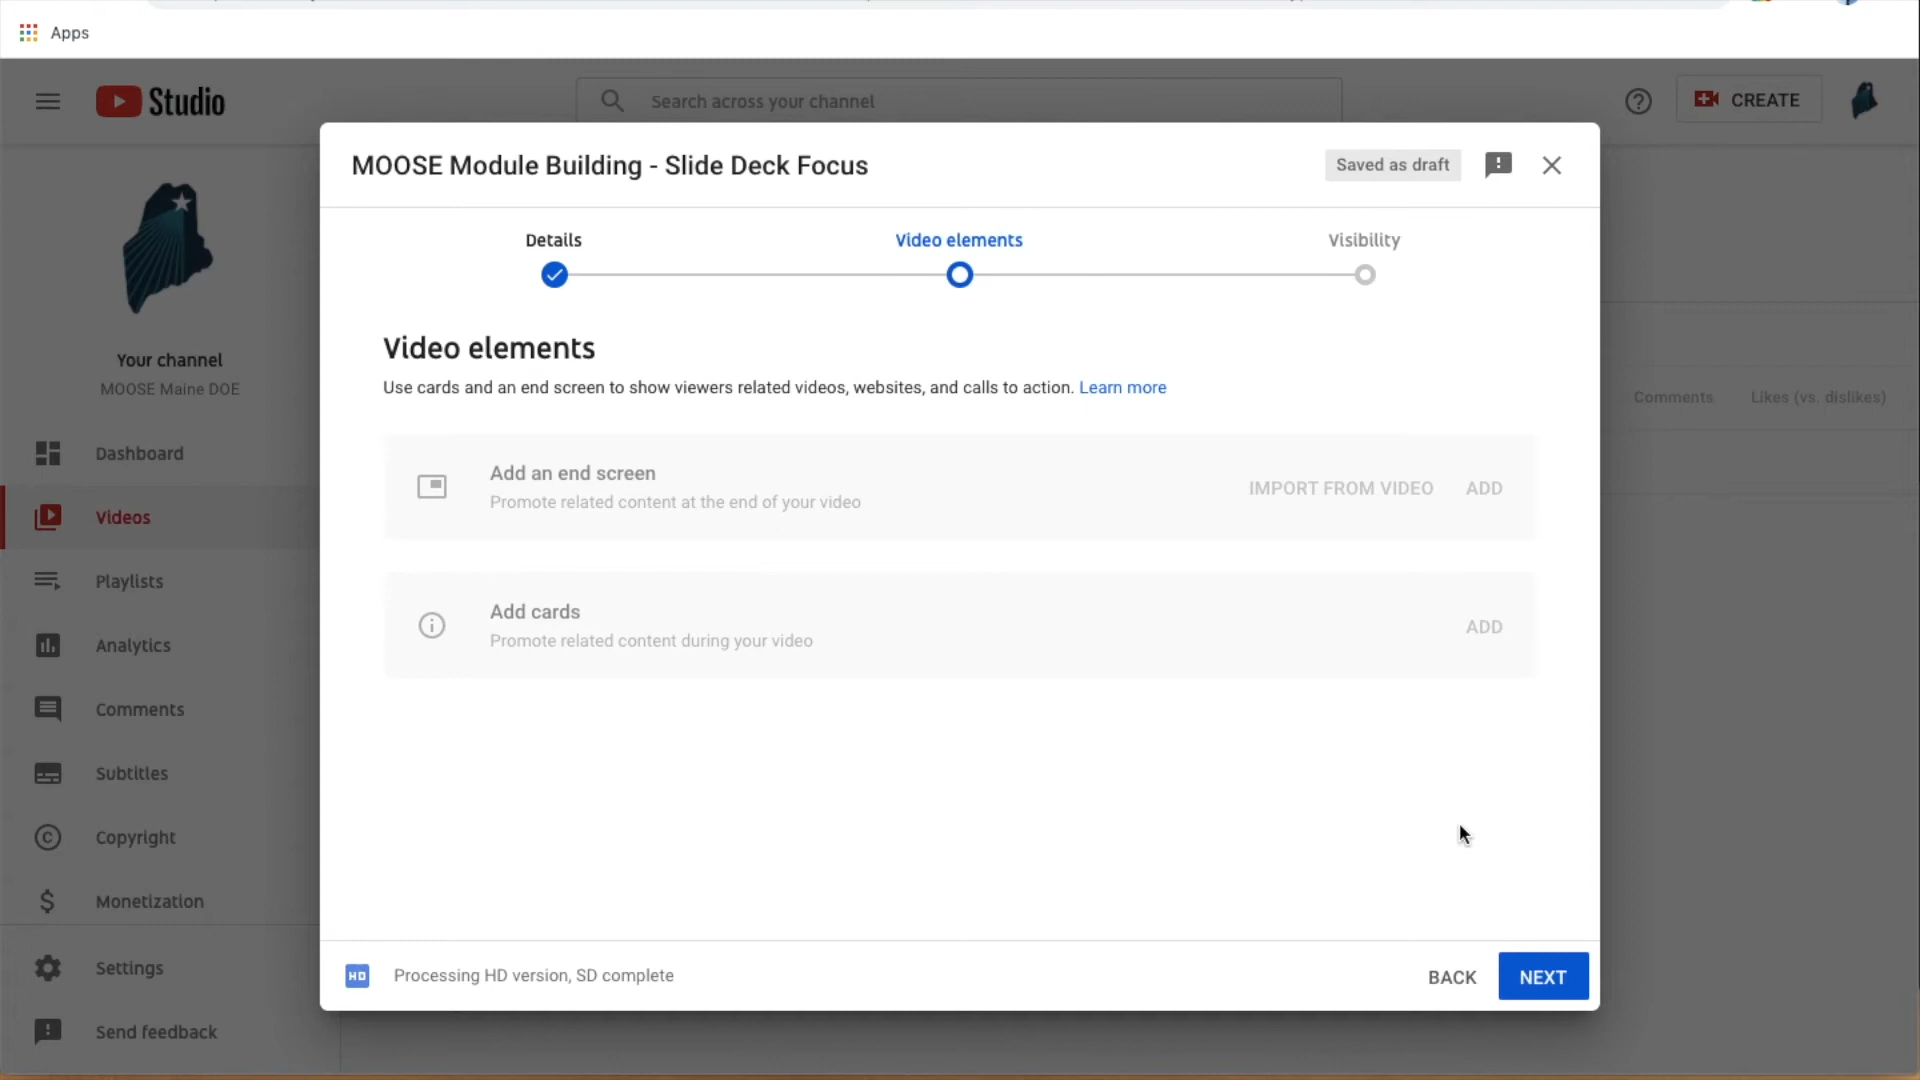 Apps
Studio
Search across your channel
CREATE
MOOSE Module Building - Slide Deck Focus
Saved as draft
Details
Video elements
Visibility
Video elements
Use cards and an end screen to show viewers related videos, websites, and calls to action. Learn more
Add an end screen
Promote related content at the end of your video
IMPORT FROM VIDEO
ADD
Add cards
Promote related content during your video
ADD
HD
Processing HD version, SD complete
BACK
NEXT
Your channel
MOOSE Maine DOE
Dashboard
Videos
Playlists
Analytics
Comments
Subtitles
Copyright
Monetization
Settings
Send feedback
Comments
Likes (vs. dislikes)